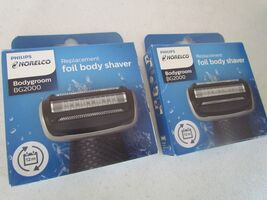 PHILIPS
NORELCO
Bodygroom
BG2000
Replacement
foil body shaver
PHILIPS
NORELCO
Bodygroom
BG2000
Replacement
foil body shaver